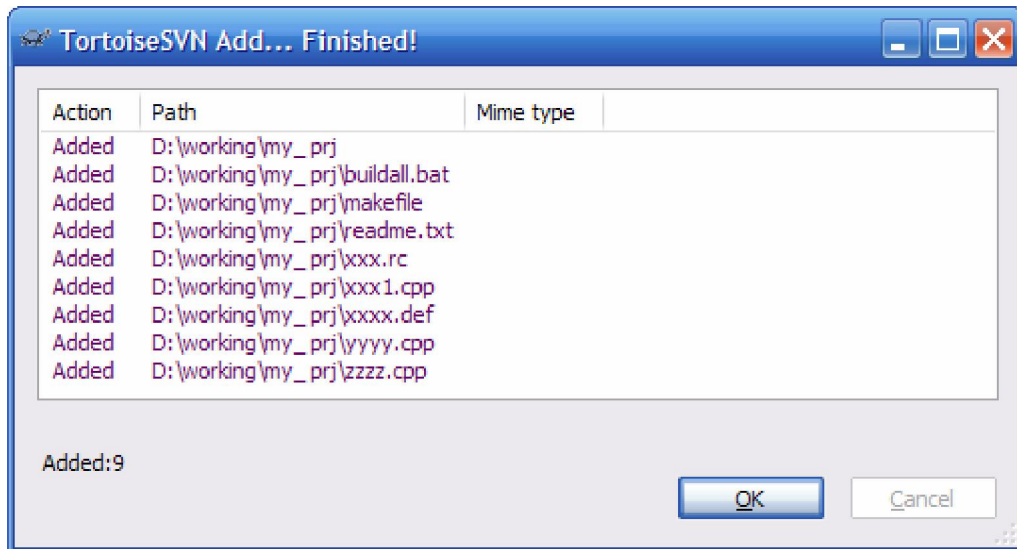 TortoiseSVN Add... Finished!
Action Path Mime type
Added D:\working\my_prj
Added D:\working\my_prj\buildall.bat
Added D:\working\my_prj\makefile
Added D:\working\my_prj\readme.txt
Added D:\working\my_prj\xxx.rc
Added D:\working\my_prj\xxx1.cpp
Added D:\working\my_prj\xxxx.def
Added D:\working\my_prj\yyyy.cpp
Added D:\working\my_prj\zzzz.cpp
Added:9
OK Cancel